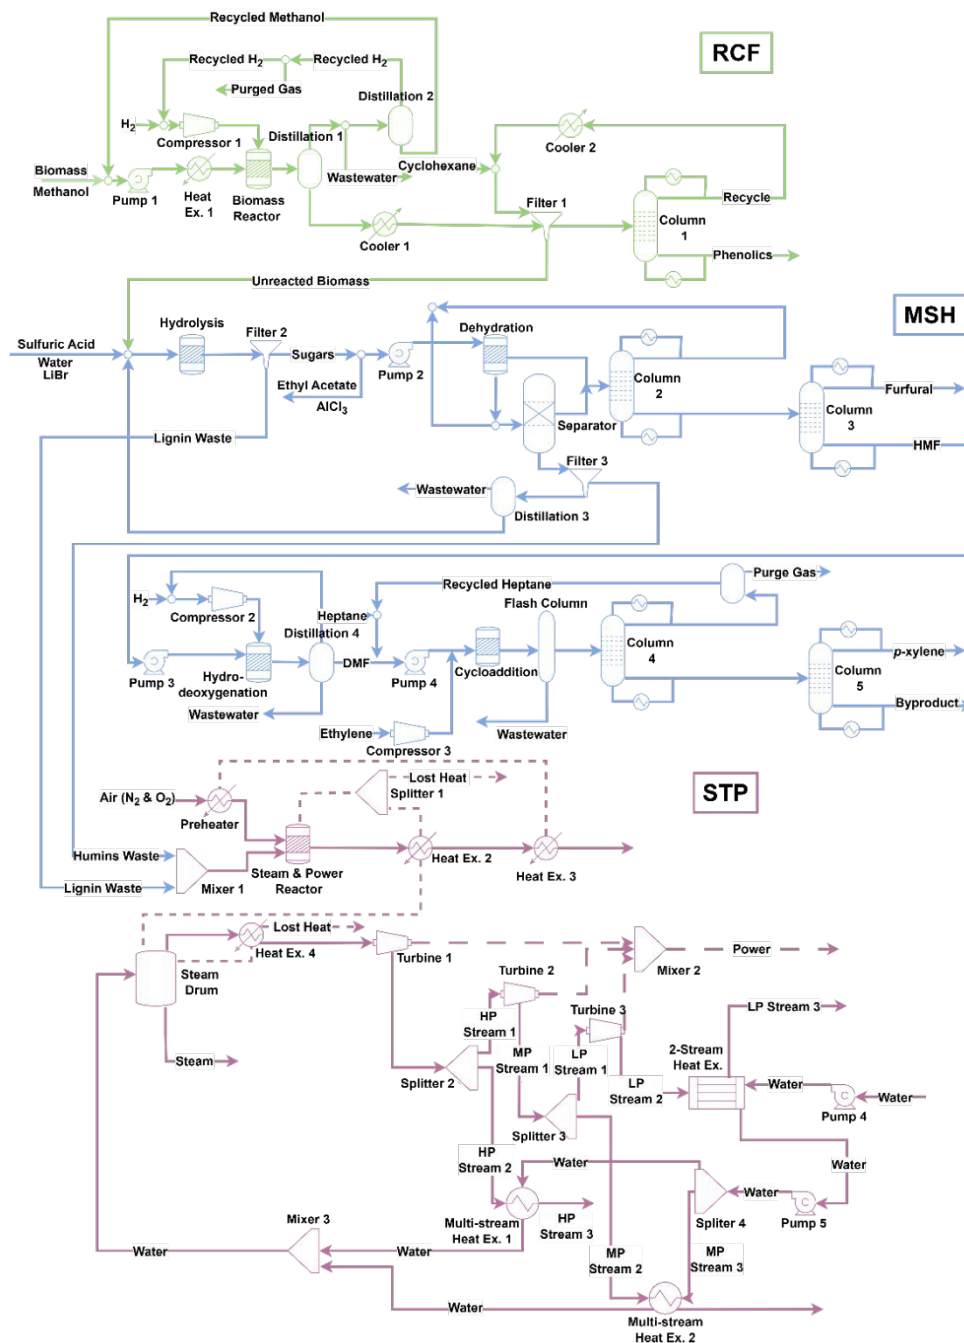 Recycled Methanol
RCF
Recycled H2
Recycled H2
Purged Gas
Distillation 2
H2
Compressor 1
Distillation 1
Cooler 2
Biomass
Methanol
Pump 1
Heat
Ex. 1
Biomass
Reactor
Wastewater
Cyclohexane
Filter 1
Recycle
Column
1
Cooler 1
Phenolics
Unreacted Biomass
MSH
Sulfuric Acid
Water
LiBr
Hydrolysis
Filter 2
Sugars
Dehydration
Pump 2
Ethyl Acetate
AlCl3
Column
2
Furfural
Column
3
Lignin Waste
Separator
HMF
Filter 3
Wastewater
Distillation 3
Purge Gas
Recycled Heptane
H2
Compressor 2
Heptane
Flash Column
Distillation 4
Column
4
p-xylene
DMF
Pump 3
Hydro-
deoxygenation
Pump 4
Cycloaddition
Column
5
Byproduct
Wastewater
Ethylene
Compressor 3
Wastewater
STP
Lost Heat
Splitter 1
Air (N2 & O2)
Preheater
Humins Waste
Heat Ex. 2
Heat Ex. 3
Mixer 1
Steam & Power
Reactor
Lignin Waste
Lost Heat
Heat Ex. 4
Turbine 1
Power
Mixer 2
Steam
Drum
Turbine 2
Turbine 3
LP Stream 3
HP
Stream 1
MP
Stream 1
LP
Stream 1
2-Stream
Heat Ex.
Steam
Splitter 2
LP
Stream 2
Water
Water
Pump 4
Splitter 3
HP
Stream 2
Water
Water
Water
Multi-stream
Heat Ex. 1
HP
Stream 3
Spliter 4
Pump 5
Mixer 3
Water
Water
MP
Stream 2
MP
Stream 3
Water
Multi-stream
Heat Ex. 2